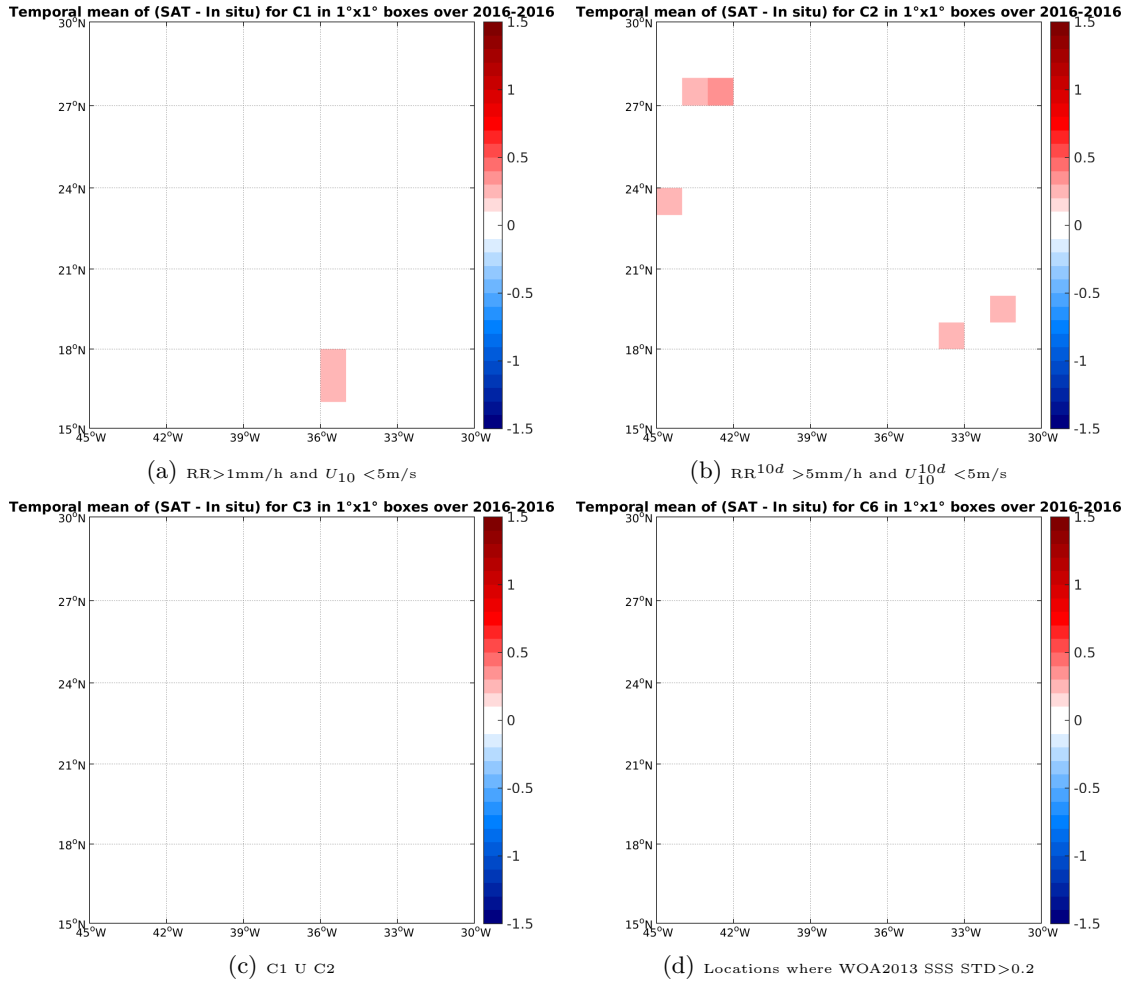 Temporal mean of (SAT - In situ) for C1 in 1°x1° boxes over 2016-2016
30°N
27°N
24°N
21°N
18°N
15°N
45°W 42°W 39°W 36°W 33°W 30°W
1.5
1
0.5
0
-0.5
-1
-1.5
(a) RR>1mm/h and U₁₀ <5m/s
Temporal mean of (SAT - In situ) for C2 in 1°x1° boxes over 2016-2016
30°N
27°N
24°N
21°N
18°N
15°N
45°W 42°W 39°W 36°W 33°W 30°W
1.5
1
0.5
0
-0.5
-1
-1.5
(b) RR^{10d} >5mm/h and U_{10}^{10d} <5m/s
Temporal mean of (SAT - In situ) for C3 in 1°x1° boxes over 2016-2016
30°N
27°N
24°N
21°N
18°N
15°N
45°W 42°W 39°W 36°W 33°W 30°W
1.5
1
0.5
0
-0.5
-1
-1.5
(c) C1 U C2
Temporal mean of (SAT - In situ) for C6 in 1°x1° boxes over 2016-2016
30°N
27°N
24°N
21°N
18°N
15°N
45°W 42°W 39°W 36°W 33°W 30°W
1.5
1
0.5
0
-0.5
-1
-1.5
(d) Locations where WOA2013 SSS STD>0.2